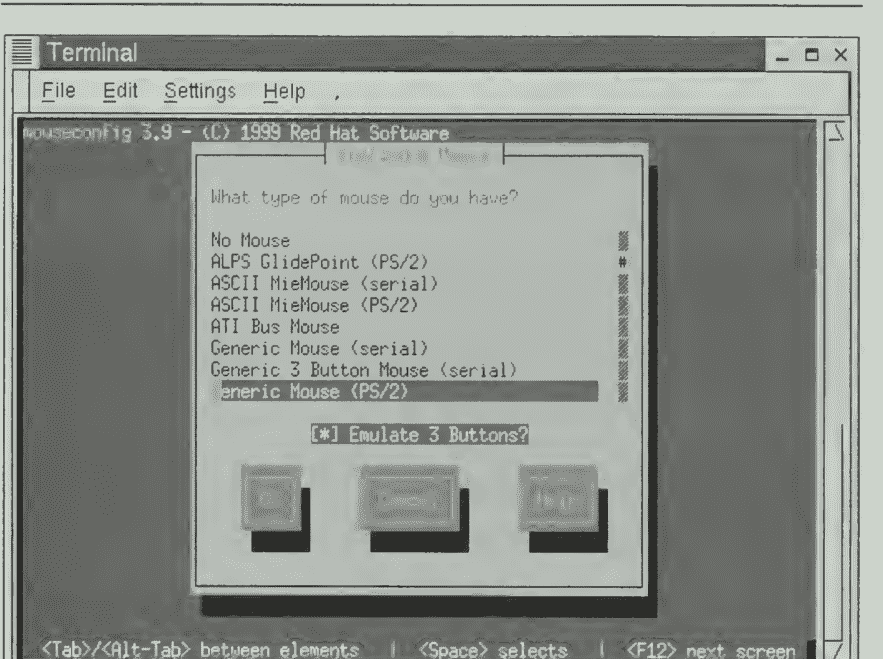 Terminal
File Edit Settings Help
mouseconfig 3.9 - (C) 1999 Red Hat Software
What type of mouse do you have?
No Mouse
ALPS GlidePoint (PS/2)
ASCII MieMouse (serial)
ASCII MieMouse (PS/2)
ATI Bus Mouse
Generic Mouse (serial)
Generic 3 Button Mouse (serial)
eneric Mouse (PS/2)
[*] Emulate 3 Buttons?
<Tab>/<Alt-Tab> between elements | <Space> selects | <F12> next screen